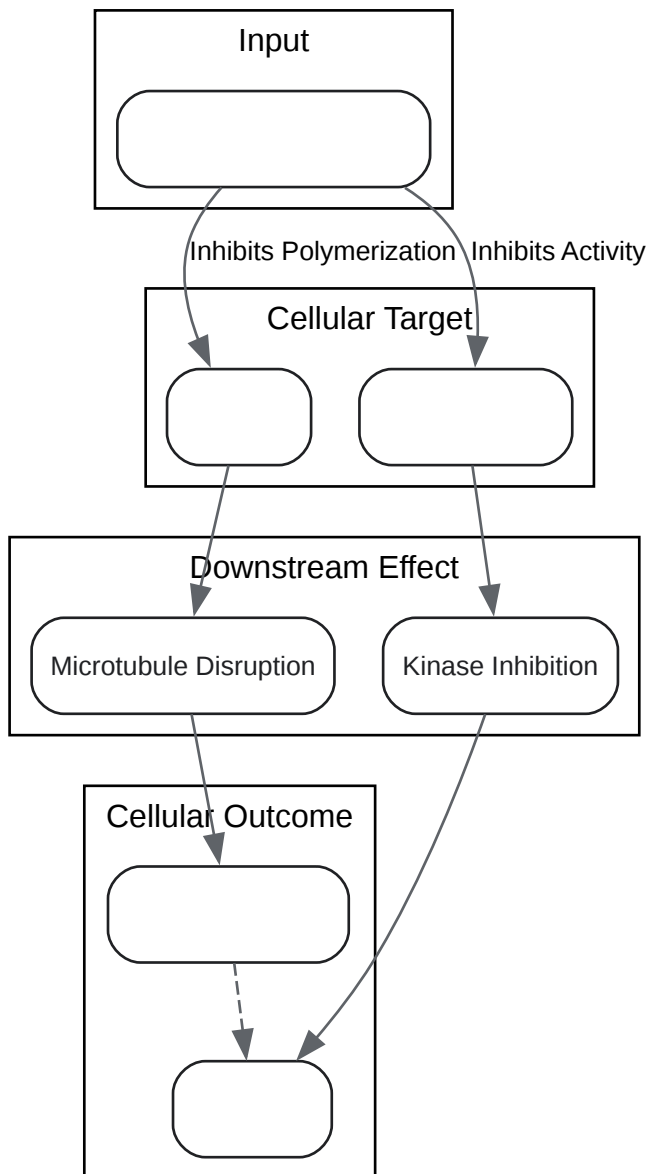 Input
Inhibits Polymerization
Inhibits Activity
Cellular Target
Downstream Effect
Microtubule Disruption
Kinase Inhibition
Cellular Outcome